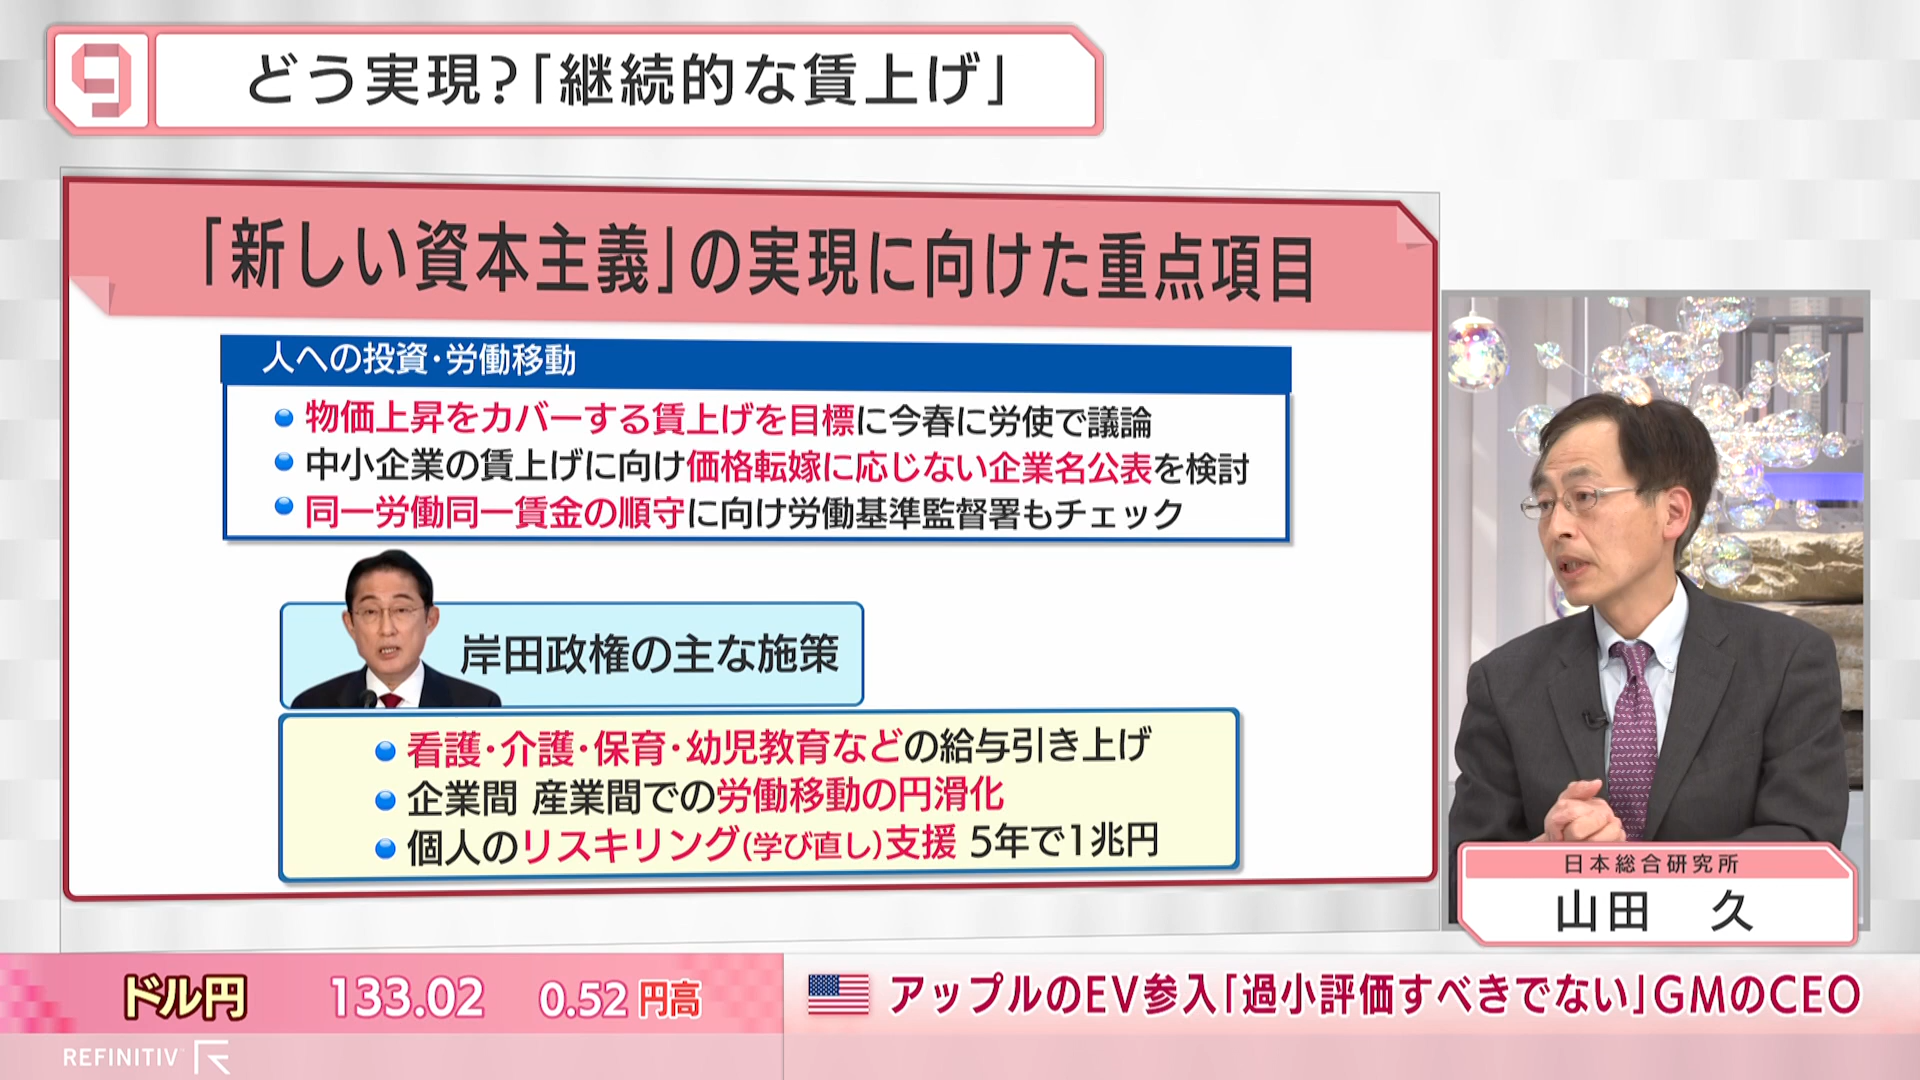 9
どう実現?「継続的な賃上げ」
「新しい資本主義」の実現に向けた重点項目
人への投資・労働移動
物価上昇をカバーする賃上げを目標に今春に労使で議論
中小企業の賃上げに向け価格転嫁に応じない企業名公表を検討
同一労働同一賃金の順守に向け労働基準監督署もチェック
岸田政権の主な施策
看護・介護・保育・幼児教育などの給与引き上げ
企業間 産業間での労働移動の円滑化
個人のリスキリング(学び直し)支援 5年で1兆円
日本総合研究所
山田 久
ドル円 133.02 0.52 円高
アップルのEV参入「過小評価すべきでない」GMのCEO
REFINITIV